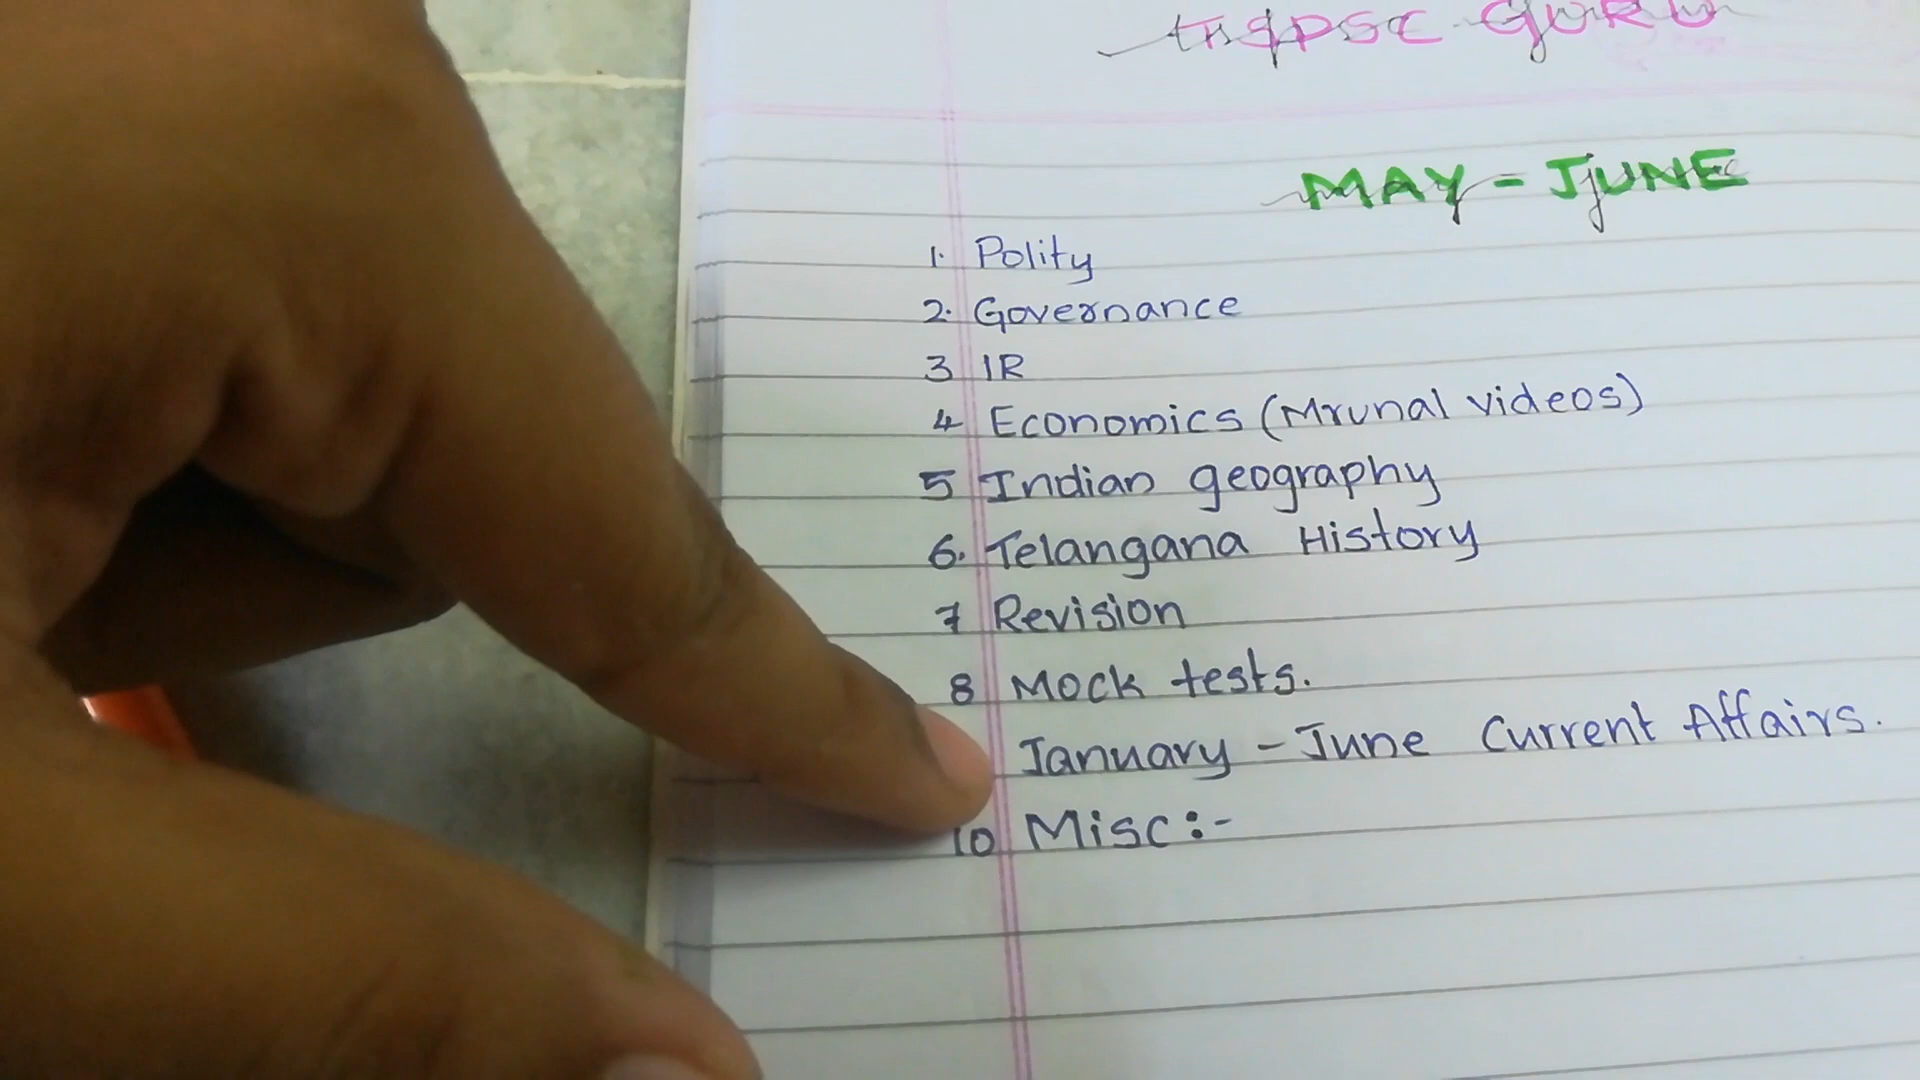 TSPSC GURU
MAY - JUNE
1. Polity
2. Governance
3 IR
4 Economics (Mrunal videos)
5 Indian geography
6. Telangana History
7 Revision
8 Mock tests.
January - June Current Affairs.
10 Misc :-